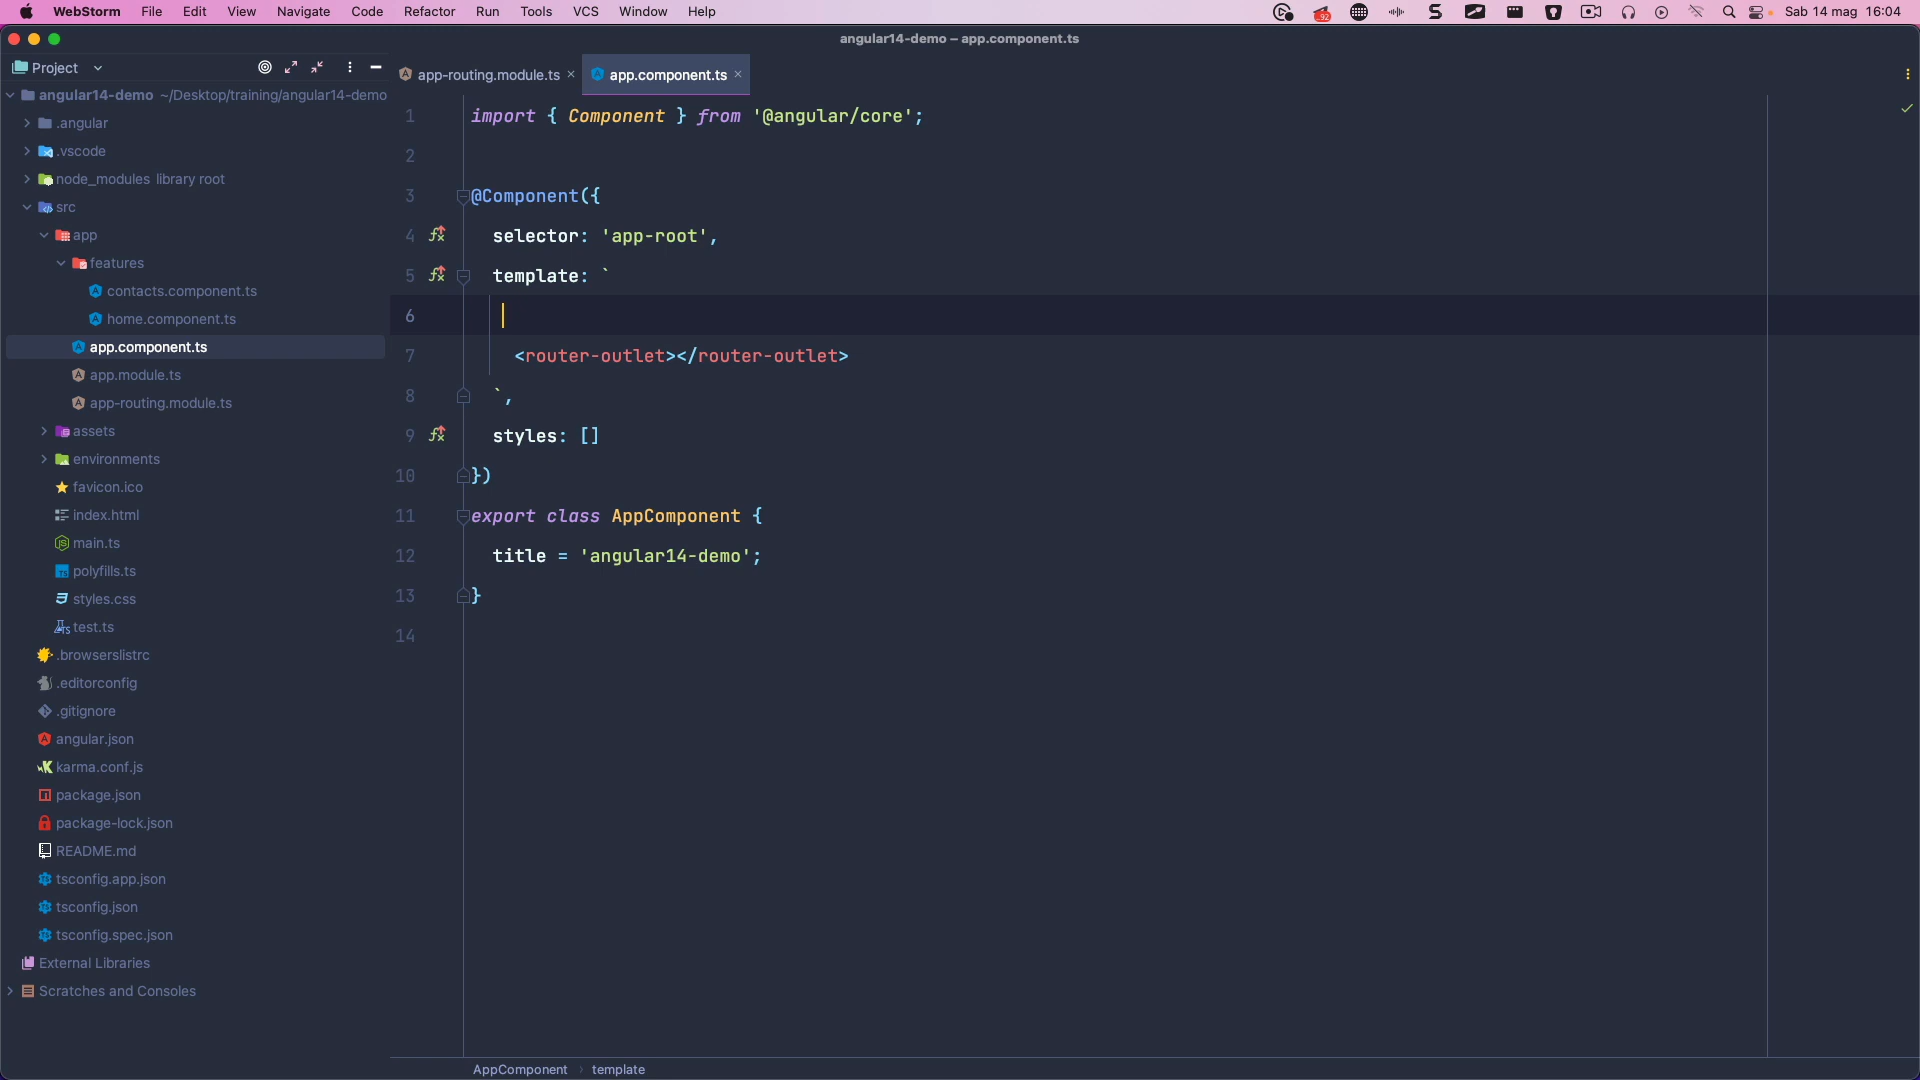 WebStorm File Edit View Navigate Code Refactor Run Tools VCS Window Help .92 Sab 14 mag 16:04
angular14-demo – app.component.ts
Project
app-routing.module.ts × app.component.ts ×
angular14-demo ~/Desktop/training/angular14-demo
.angular
.vscode
node_modules library root
src
app
features
contacts.component.ts
home.component.ts
app.component.ts
app.module.ts
app-routing.module.ts
assets
environments
favicon.ico
index.html
main.ts
polyfills.ts
styles.css
test.ts
.browserslistrc
.editorconfig
.gitignore
angular.json
karma.conf.js
package.json
package-lock.json
README.md
tsconfig.app.json
tsconfig.json
tsconfig.spec.json
External Libraries
Scratches and Consoles
1 import { Component } from '@angular/core';
2
3 @Component({
4 selector: 'app-root',
5 template: `
6
7 <router-outlet></router-outlet>
8 `,
9 styles: []
10 })
11 export class AppComponent {
12 title = 'angular14-demo';
13 }
14
AppComponent › template